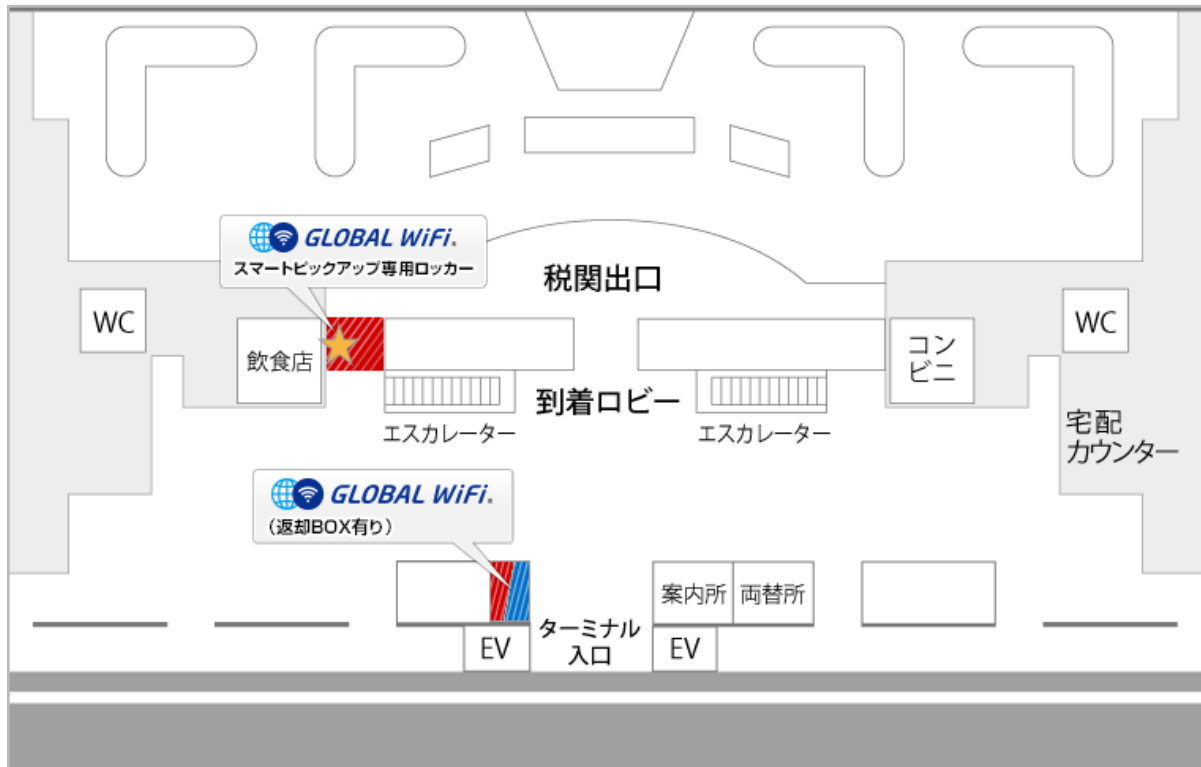 GLOBAL WiFi.
スマートピックアップ専用ロッカー
税関出口
WC
WC
飲食店
コン
ビニ
到着ロビー
エスカレーター
エスカレーター
宅配
カウンター
GLOBAL WiFi.
（返却BOX有り）
案内所
両替所
ターミナル
入口
EV
EV